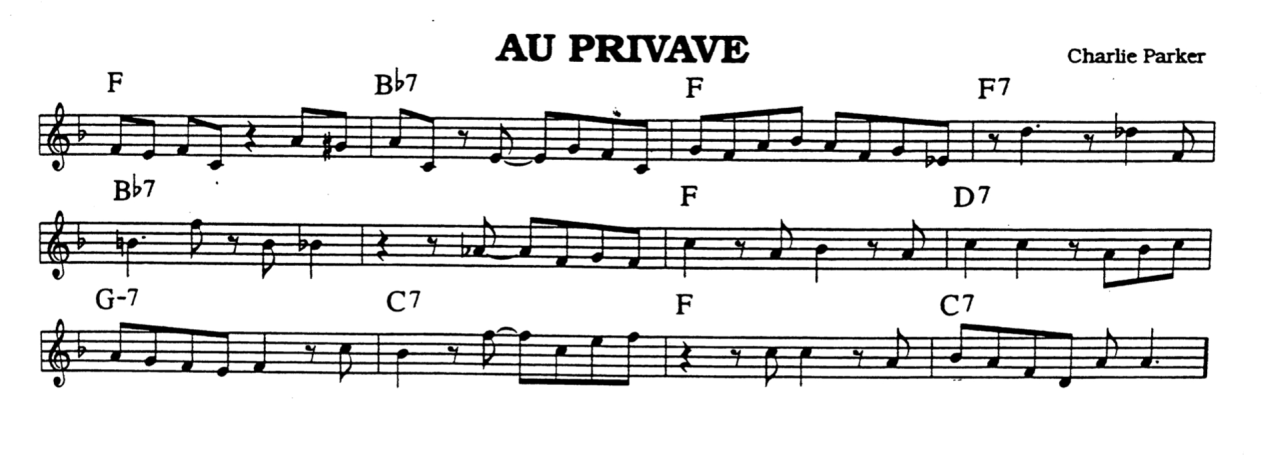 AU PRIVAVE
Charlie Parker
F B♭7 F F7
B♭7 F D7
G-7 C7 F C7